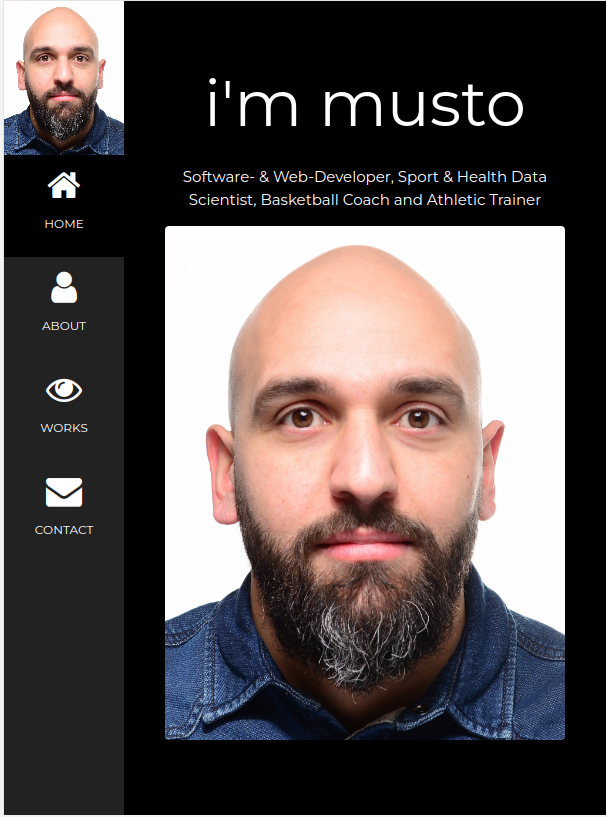 HOME
ABOUT
WORKS
CONTACT
i'm musto
Software- & Web-Developer, Sport & Health Data
Scientist, Basketball Coach and Athletic Trainer